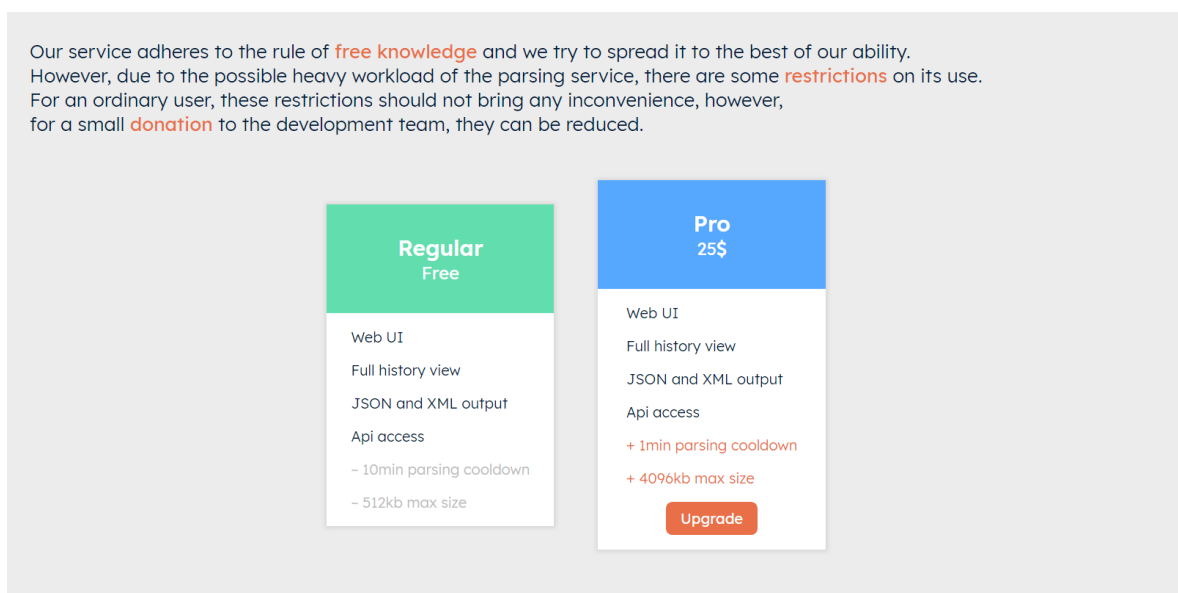 Our service adheres to the rule of free knowledge and we try to spread it to the best of our ability.
However, due to the possible heavy workload of the parsing service, there are some restrictions on its use.
For an ordinary user, these restrictions should not bring any inconvenience, however,
for a small donation to the development team, they can be reduced.
Regular
Free
Web UI
Full history view
JSON and XML output
Api access
– 10min parsing cooldown
– 512kb max size
Pro
25$
Web UI
Full history view
JSON and XML output
Api access
+ 1min parsing cooldown
+ 4096kb max size
Upgrade